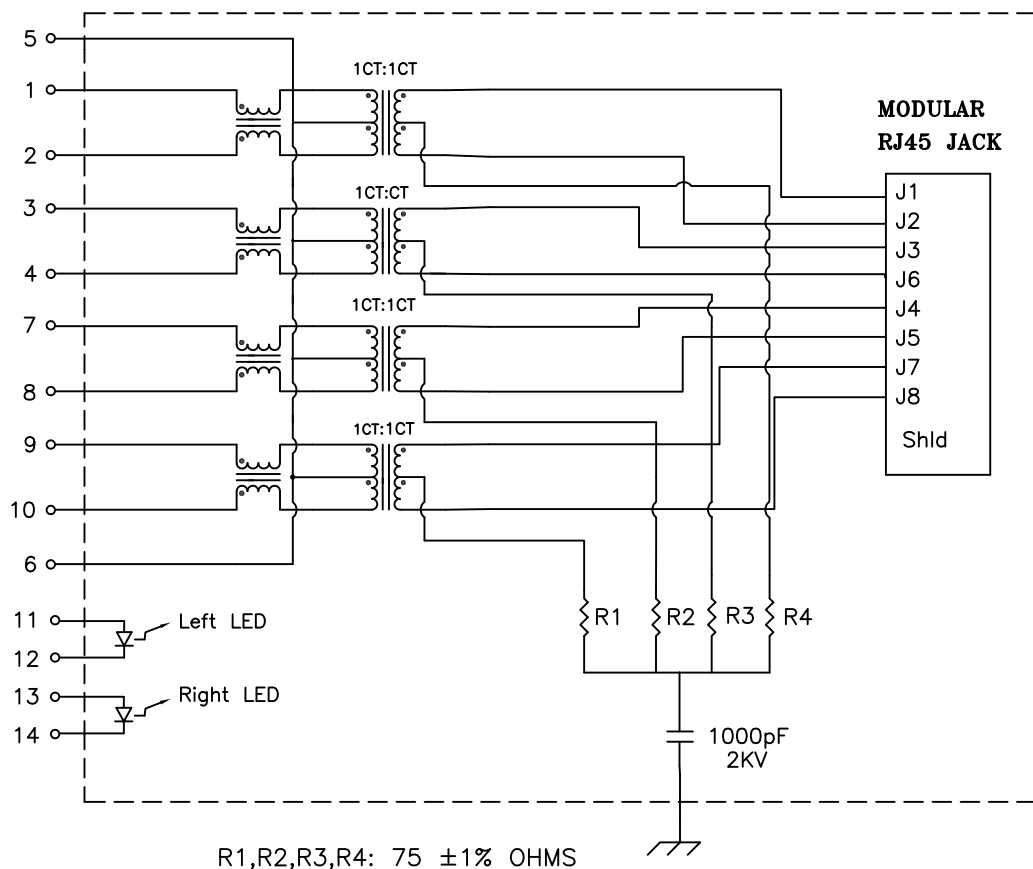 5
1CT:1CT
1
MODULAR
RJ45 JACK
2
J1
1CT:CT
3
J2
J3
4
J6
1CT:1CT
J4
7
J5
J7
8
J8
1CT:1CT
9
Shld
10
6
11
Left LED
R1
R2
R3
R4
12
13
Right LED
14
1000pF
2KV
R1,R2,R3,R4: 75 ±1% OHMS